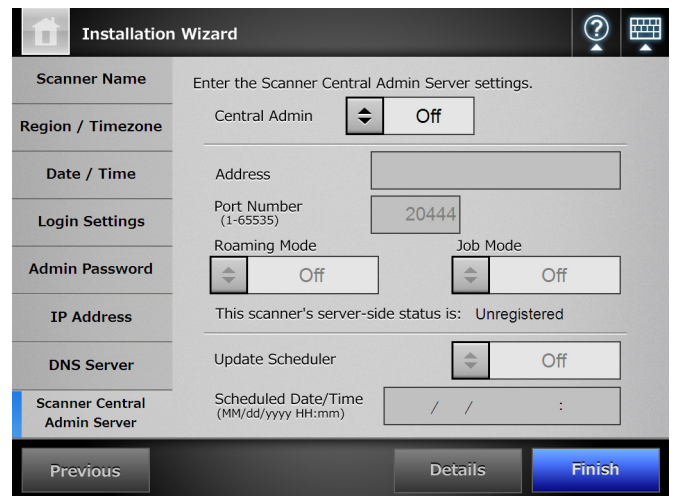 Installation Wizard
Scanner Name
Region / Timezone
Date / Time
Login Settings
Admin Password
IP Address
DNS Server
Scanner Central
Admin Server
Enter the Scanner Central Admin Server settings.
Central Admin Off
Address
Port Number
(1-65535)
20444
Roaming Mode Job Mode
Off Off
This scanner's server-side status is: Unregistered
Update Scheduler Off
Scheduled Date/Time
(MM/dd/yyyy HH:mm)
/ / :
Previous Details Finish